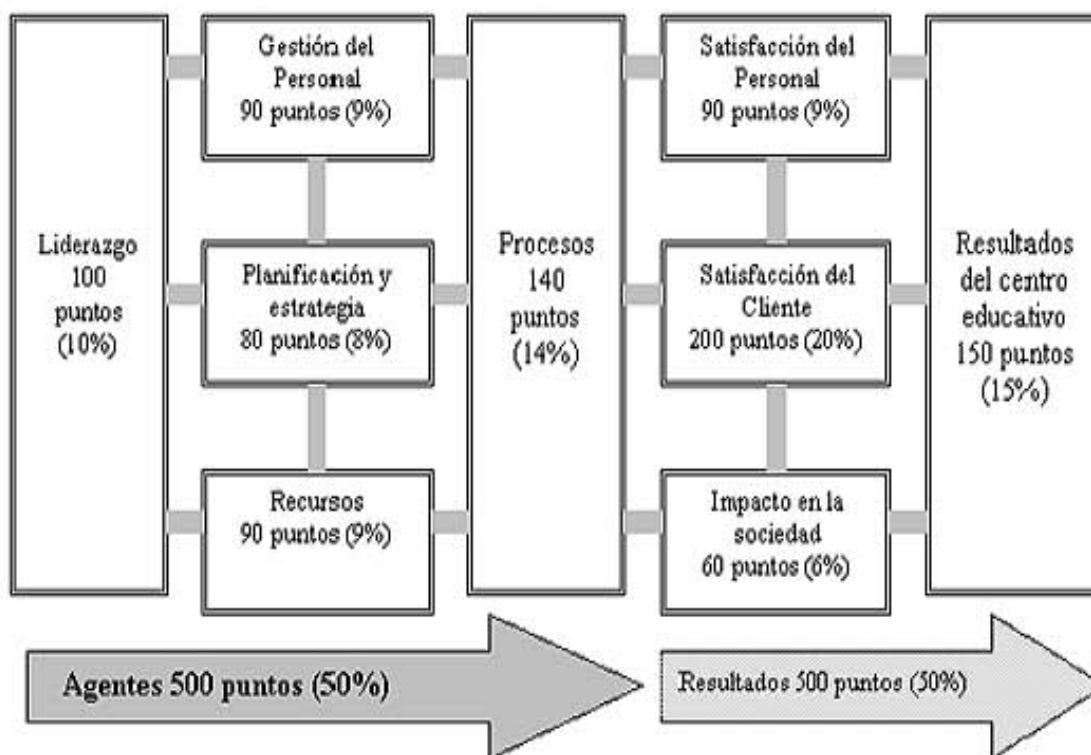 Liderazgo
100
puntos
(10%)
Gestión del
Personal
90 puntos (9%)
Planificación y
estrategia
80 puntos (8%)
Recursos
90 puntos (9%)
Procesos
140
puntos
(14%)
Satisfacción del
Personal
90 puntos (9%)
Satisfacción del
Cliente
200 puntos (20%)
Impacto en la
sociedad
60 puntos (6%)
Resultados
del centro
educativo
150 puntos
(15%)
Agentes 500 puntos (50%)
Resultados 500 puntos (50%)